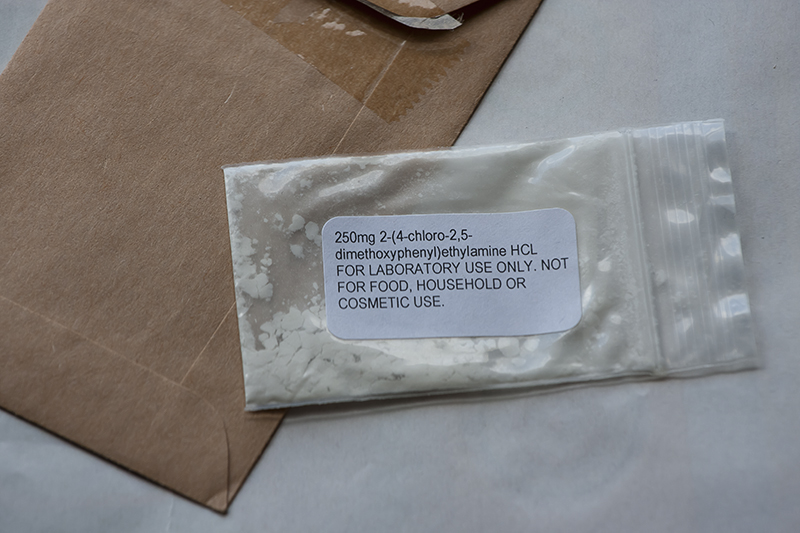 250mg 2-(4-chloro-2,5-
dimethoxyphenyl)ethylamine HCL
FOR LABORATORY USE ONLY. NOT
FOR FOOD, HOUSEHOLD OR
COSMETIC USE.